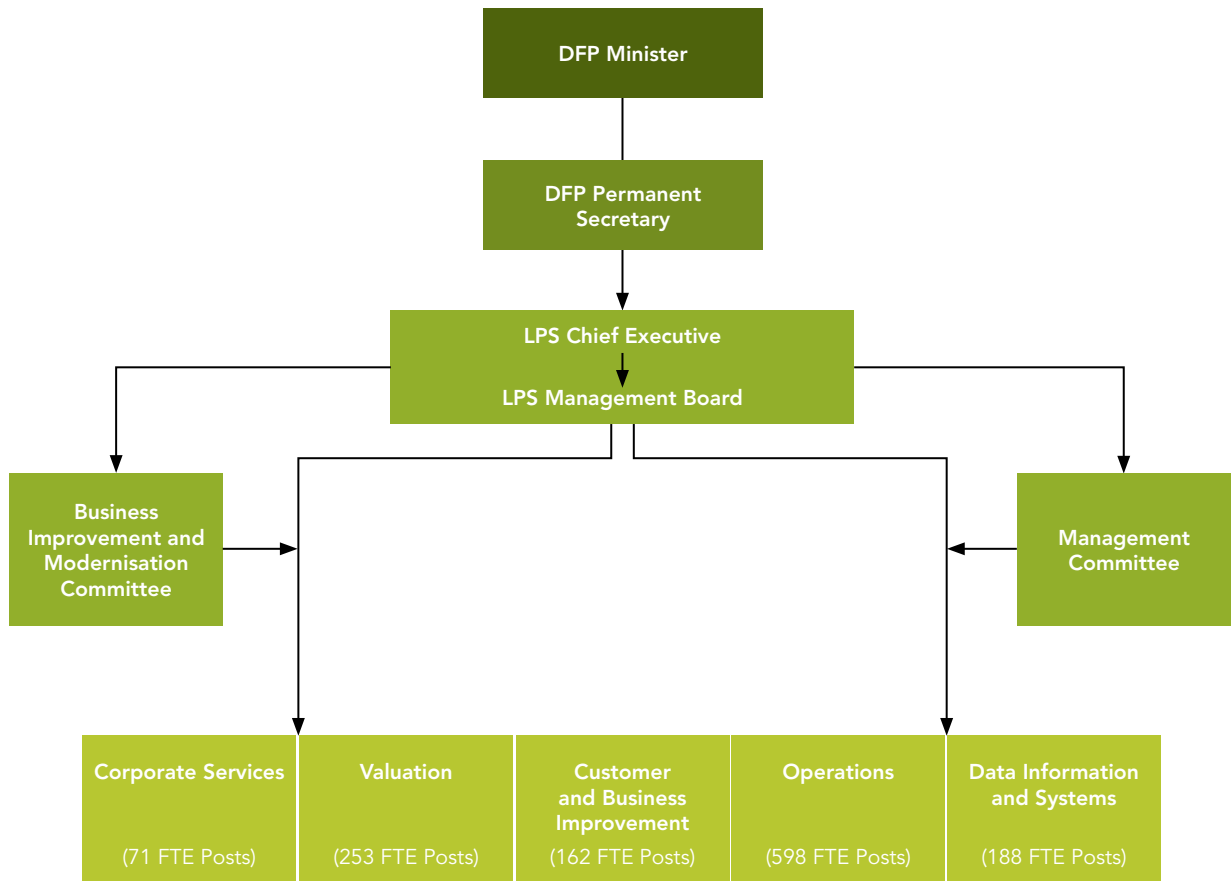 DFP Minister
DFP Permanent
Secretary
LPS Chief Executive
LPS Management Board
Business
Improvement and
Modernisation
Committee
Management
Committee
Corporate Services
(71 FTE Posts)
Valuation
(253 FTE Posts)
Customer
and Business
Improvement
(162 FTE Posts)
Operations
(598 FTE Posts)
Data Information
and Systems
(188 FTE Posts)